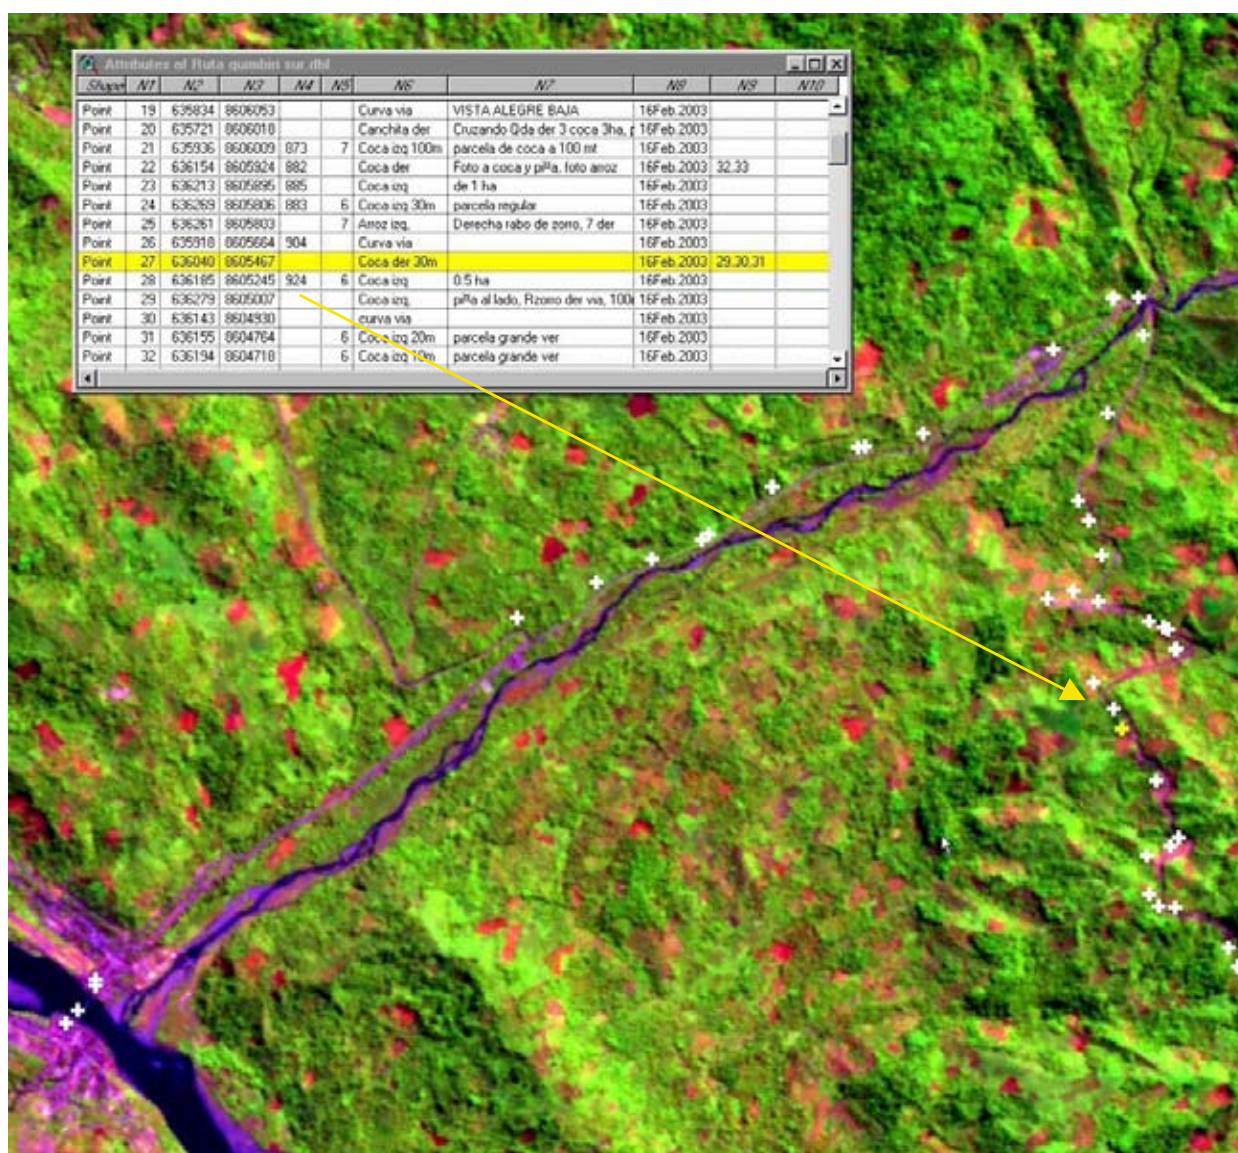 Attributes of Ruta quimbiri sur.dbf
Shape N1 N2 N3 N4 N5 N6 N7 N8 N9 N10
Point 19 635834 8606053 Curva via VISTA ALEGRE BAJA 16Feb.2003
Point 20 635721 8606018 Canchita der Cruzando Qda der 3 coca 3ha, p 16Feb.2003
Point 21 635936 8606009 873 7 Coca izq 100m parcela de coca a 100 mt 16Feb.2003
Point 22 636154 8605924 882 Coca der Foto a coca y piªa. foto arroz 16Feb.2003 32.33
Point 23 636213 8605895 885 Coca izq de 1 ha 16Feb.2003
Point 24 636269 8605806 883 6 Coca izq 30m parcela regular 16Feb.2003
Point 25 636261 8605803 7 Arroz izq, Derecha rabo de zorro, 7 der 16Feb.2003
Point 26 635918 8605664 904 Curva via 16Feb.2003
Point 27 636040 8605467 Coca der 30m 16Feb.2003 29.30.31
Point 28 636185 8605245 924 6 Coca izq 0.5 ha 16Feb.2003
Point 29 636279 8605007 Coca izq, piªa al lado, Rzorro der via, 100m 16Feb.2003
Point 30 636143 8604930 curva via 16Feb.2003
Point 31 636155 8604764 6 Coca izq 20m parcela grande ver 16Feb.2003
Point 32 636194 8604718 6 Coca izq 10m parcela grande ver 16Feb.2003